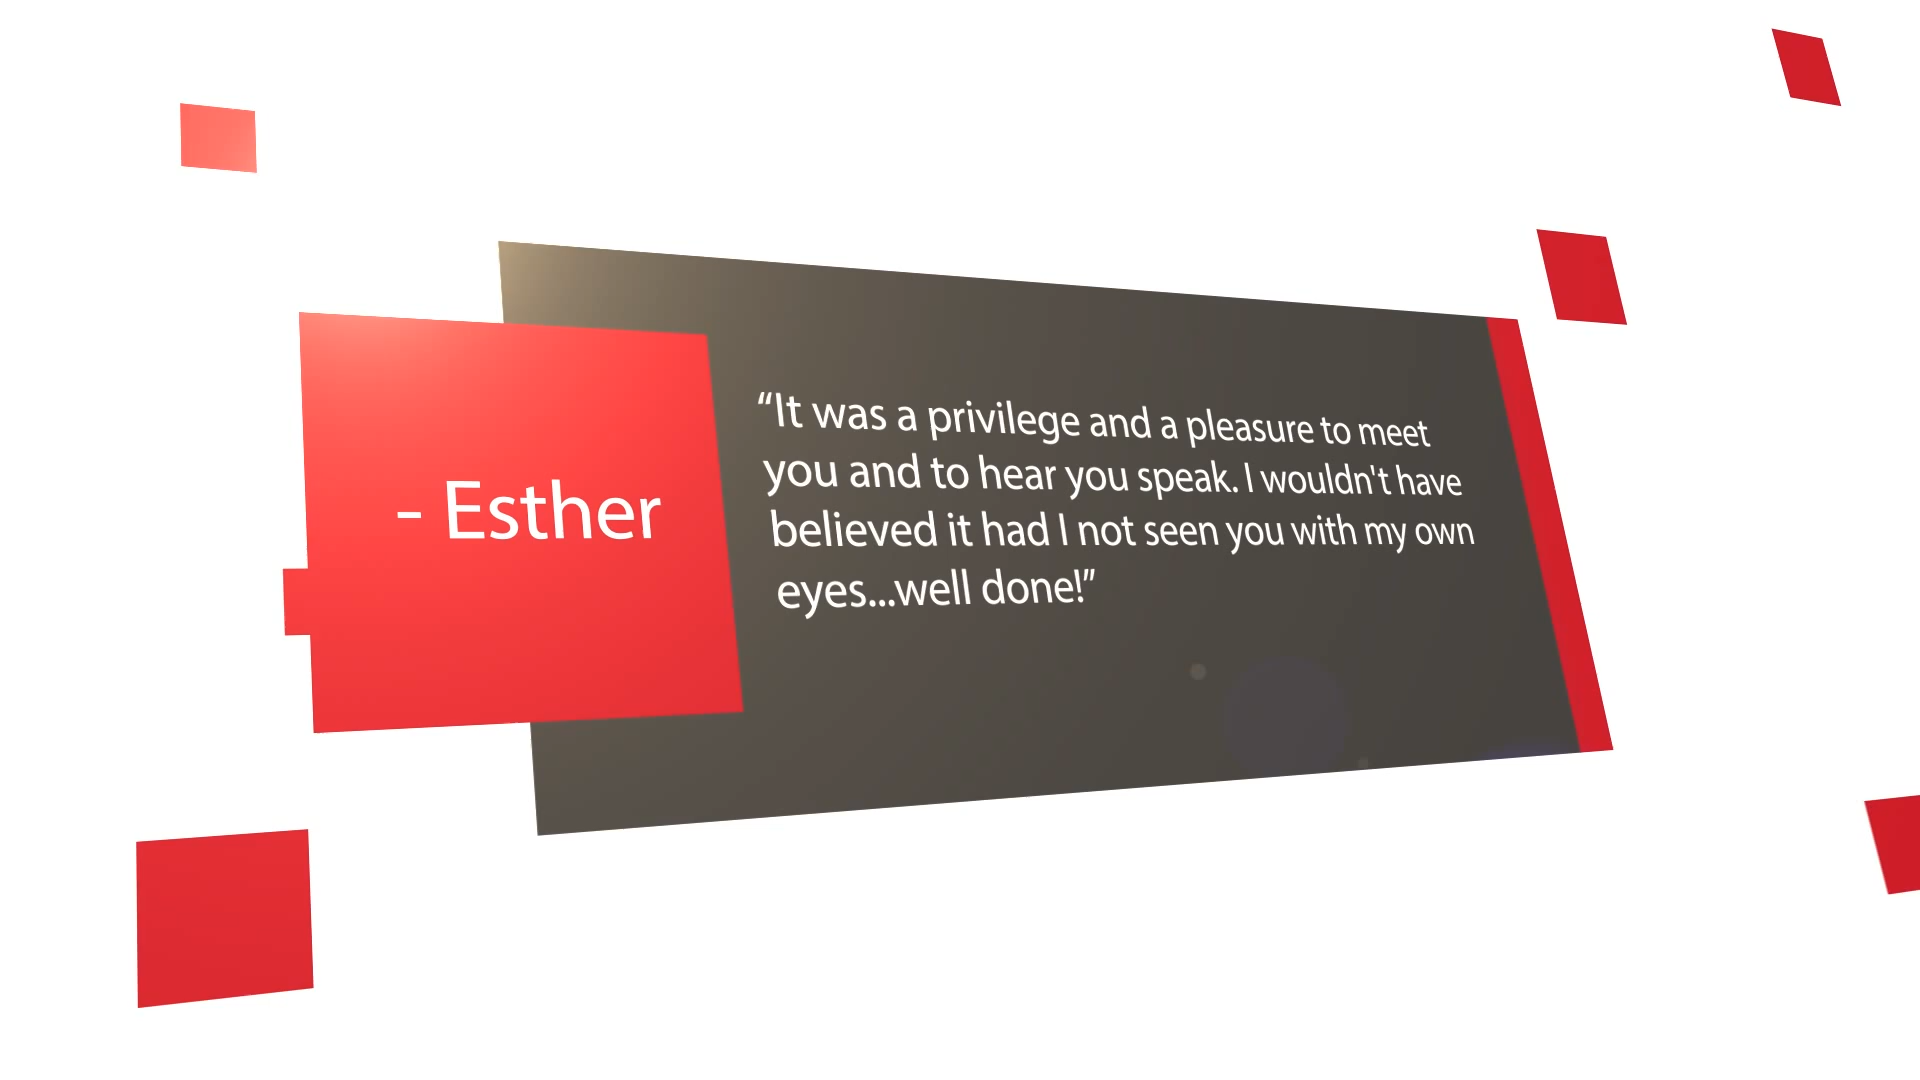 - Esther
“It was a privilege and a pleasure to meet
you and to hear you speak. I wouldn't have
believed it had I not seen you with my own
eyes...well done!”